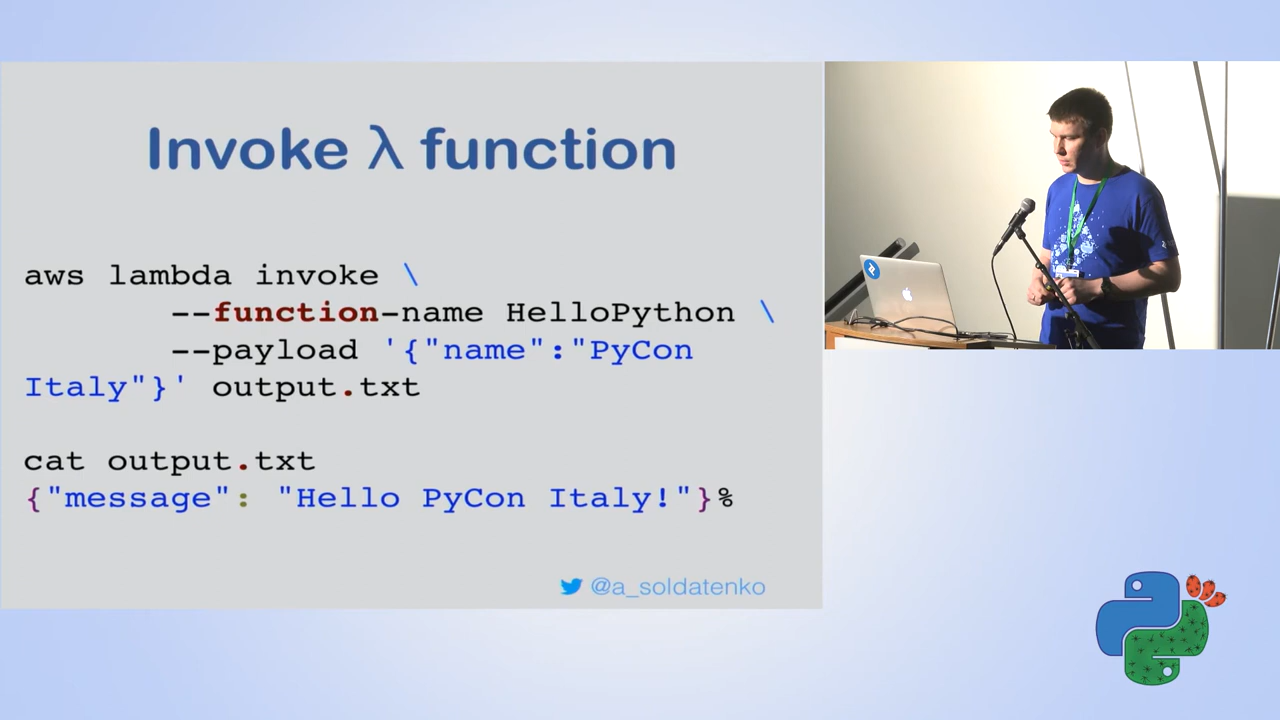 Invoke λ function
aws lambda invoke \
--function-name HelloPython \
--payload '{"name":"PyCon
Italy"}' output.txt
cat output.txt
{"message": "Hello PyCon Italy!"}%
@a_soldatenko